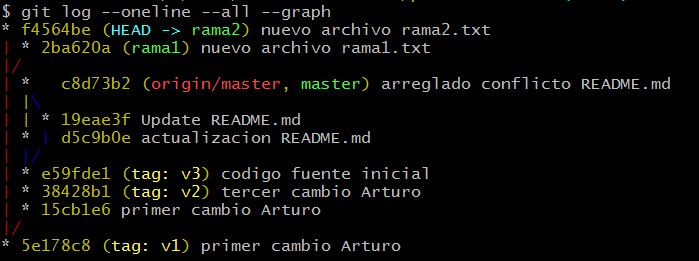 $ git log --oneline --all --graph
* f4564be (HEAD -> rama2) nuevo archivo rama2.txt
| * 2ba620a (rama1) nuevo archivo rama1.txt
|/
| *   c8d73b2 (origin/master, master) arreglado conflicto README.md
| |\
| | * 19eae3f Update README.md
| * | d5c9b0e actualizacion README.md
| |/
| * e59fde1 (tag: v3) codigo fuente inicial
| * 38428b1 (tag: v2) tercer cambio Arturo
| * 15cb1e6 primer cambio Arturo
|/
* 5e178c8 (tag: v1) primer cambio Arturo